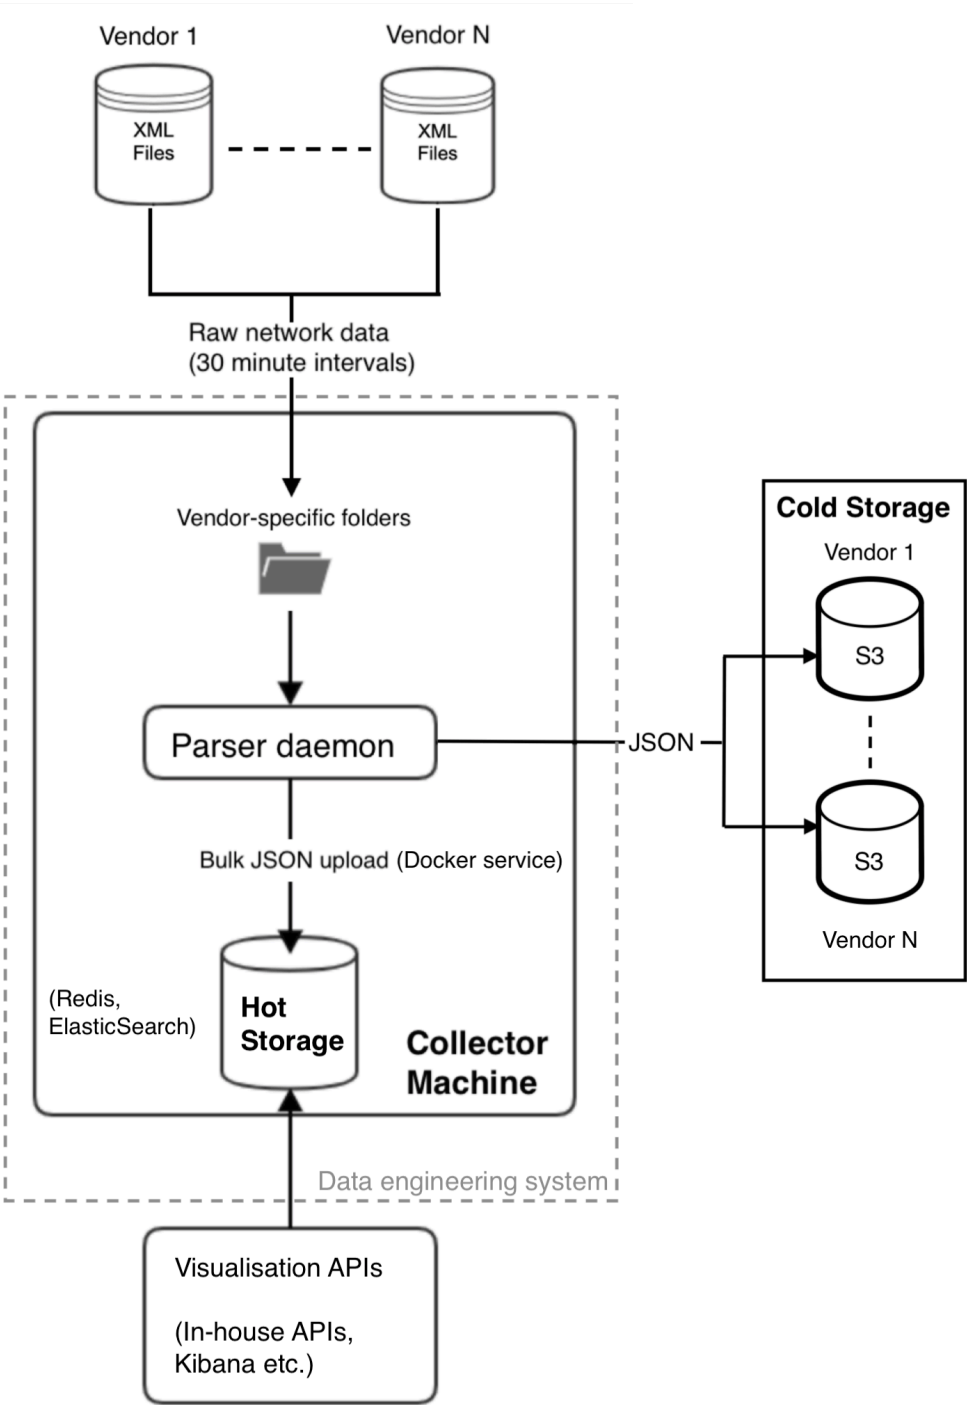 Vendor 1
Vendor N
XML
Files
XML
Files
Raw network data
(30 minute intervals)
Vendor-specific folders
Parser daemon
JSON
Bulk JSON upload (Docker service)
(Redis,
ElasticSearch)
Hot
Storage
Collector
Machine
Data engineering system
Visualisation APIs
(In-house APIs,
Kibana etc.)
Cold Storage
Vendor 1
S3
S3
Vendor N